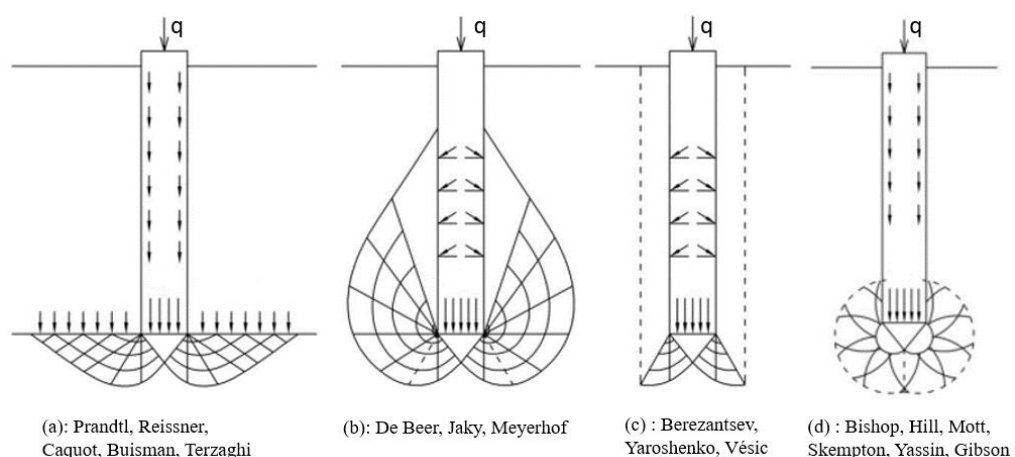 q
q
q
q
(a): Prandtl, Reissner,
Caquot, Buisman, Terzaghi
(b): De Beer, Jaky, Meyerhof
(c) : Berezantsev,
Yaroshenko, Vésic
(d) : Bishop, Hill, Mott,
Skempton, Yassin, Gibson